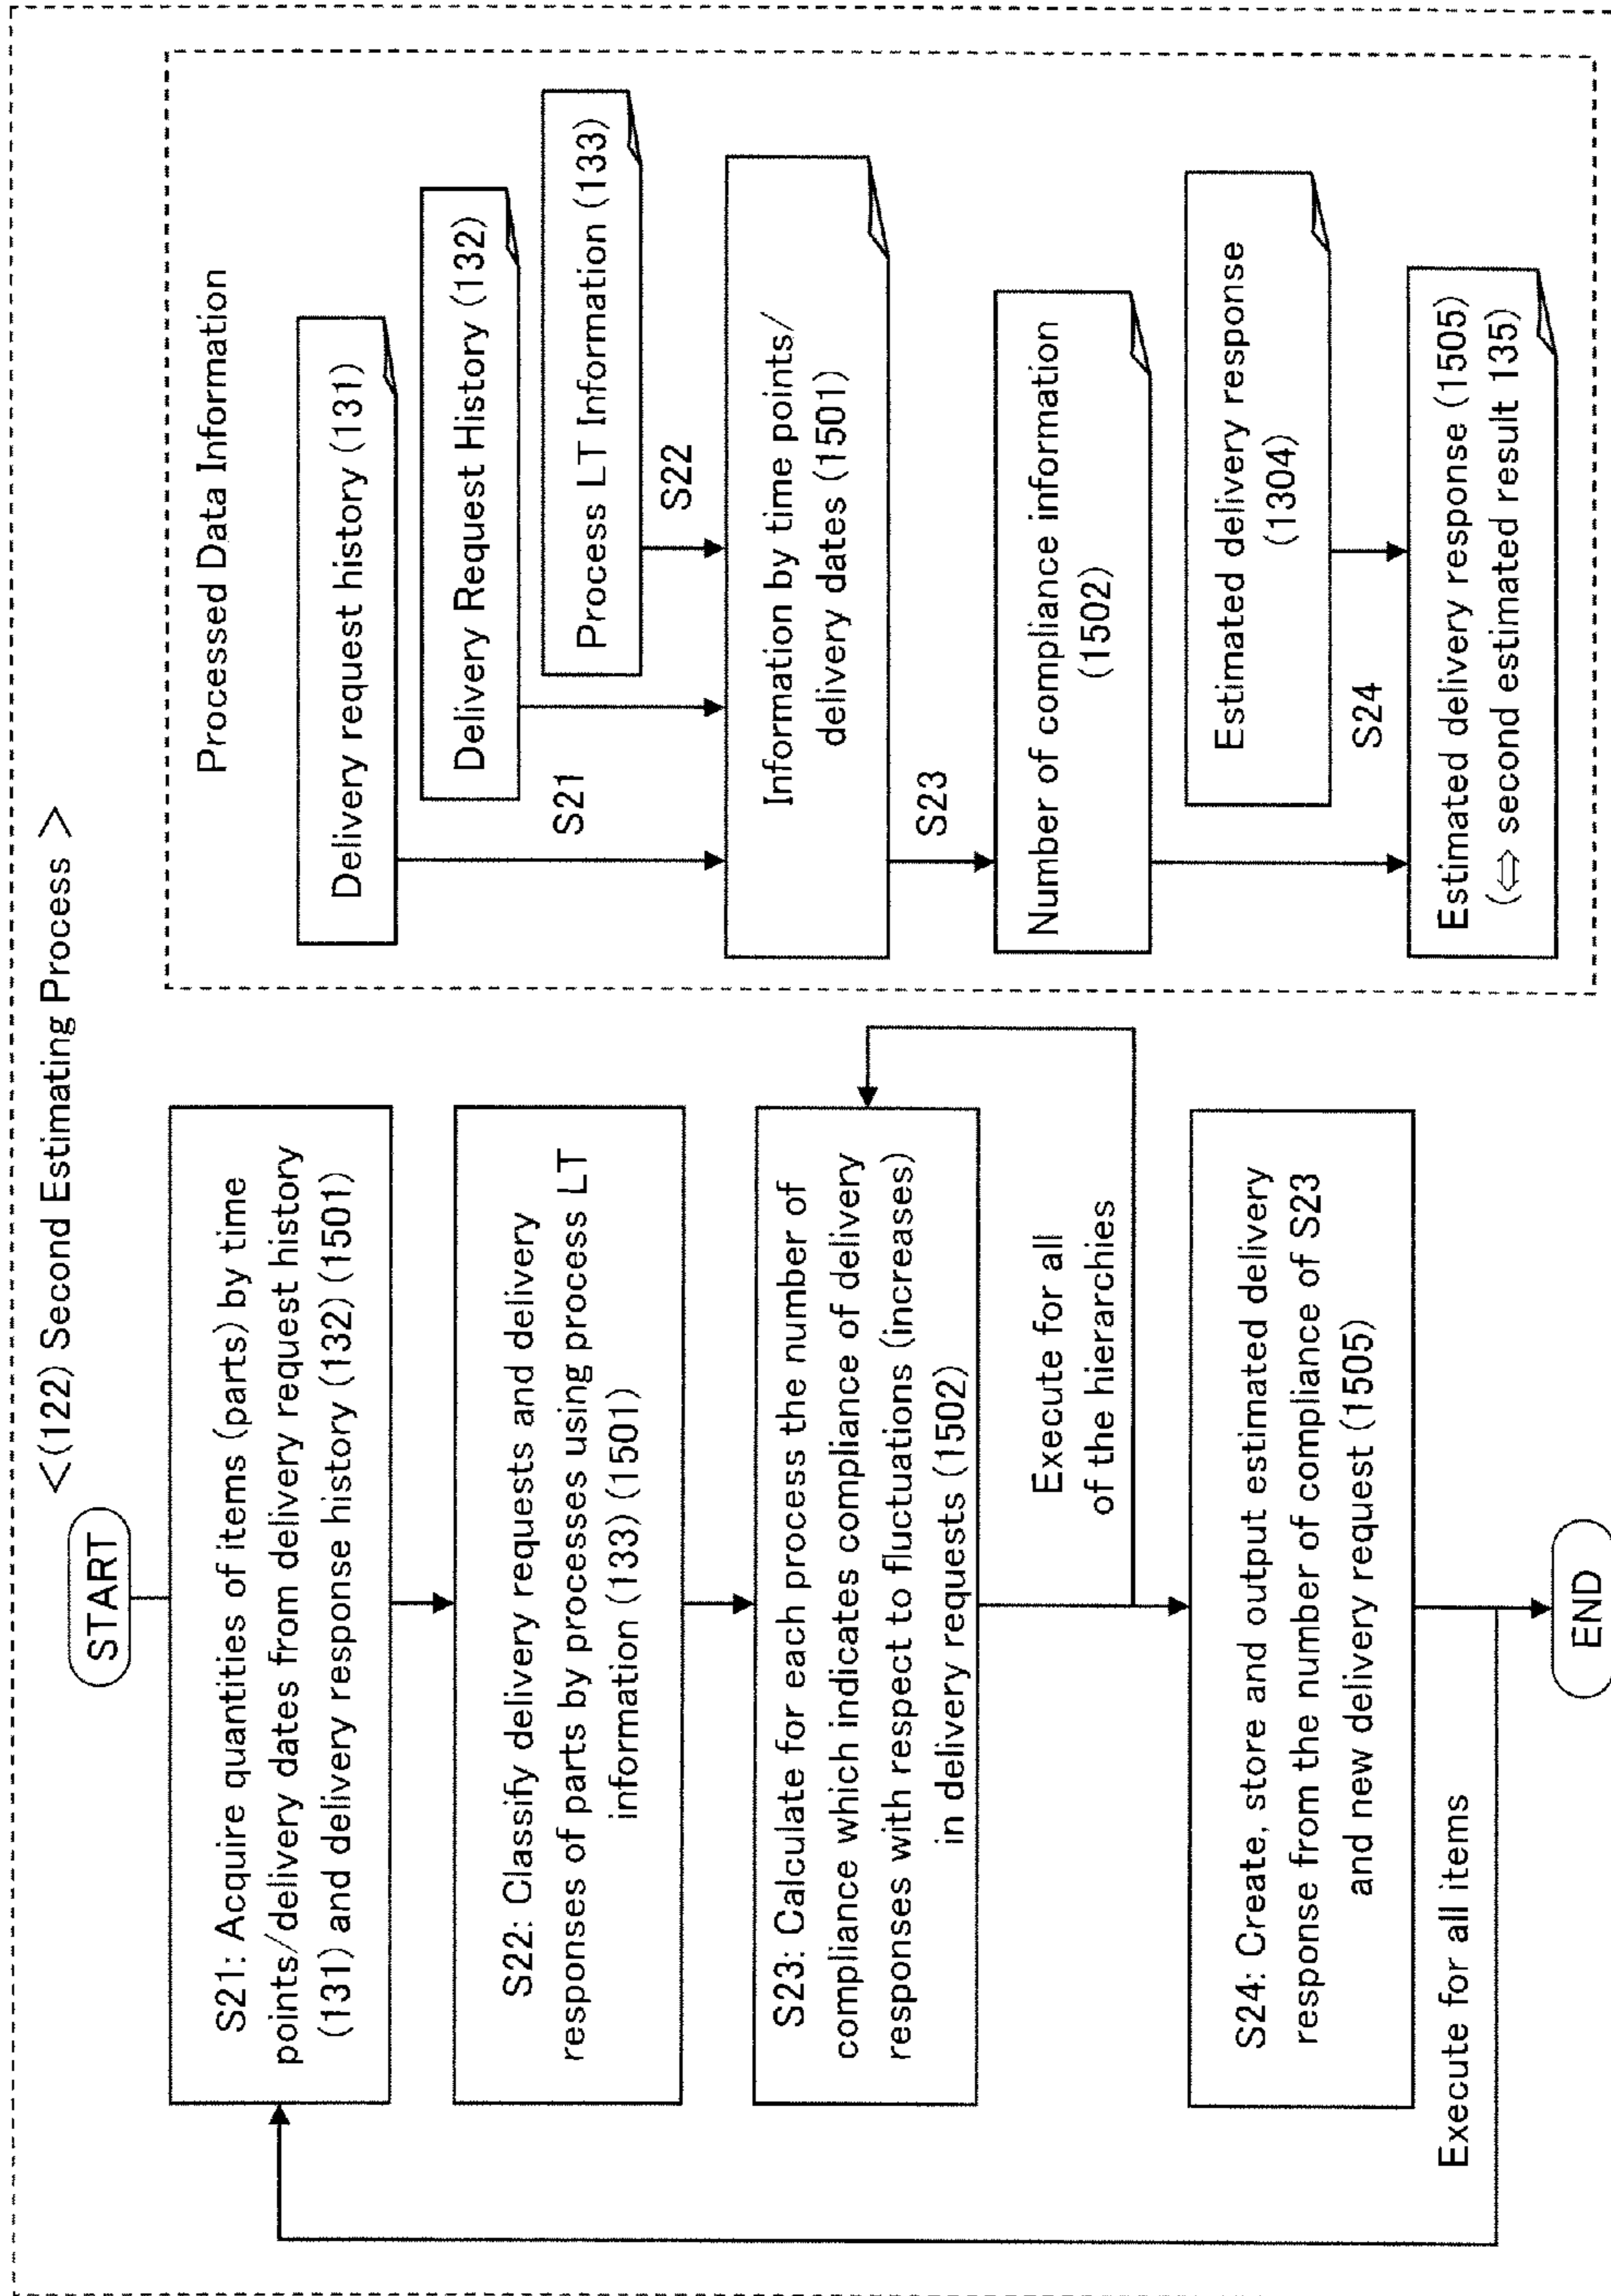 <(122) Second Estimating Process >
START
S21: Acquire quantities of items (parts) by time
points/delivery dates from delivery request history
(131) and delivery response history (132) (1501)
S22: Classify delivery requests and delivery
responses of parts by processes using process LT
information (133) (1501)
S23: Calculate for each process the number of
compliance which indicates compliance of delivery
responses with respect to fluctuations (increases)
in delivery requests (1502)
Execute for all
of the hierarchies
S24: Create, store and output estimated delivery
response from the number of compliance of S23
and new delivery request (1505)
Execute for all items
END
Processed Data Information
Delivery request history (131)
Delivery Request History (132)
Process LT Information (133)
S21
S22
Information by time points/
delivery dates (1501)
S23
Number of compliance information
(1502)
Estimated delivery response
(1304)
S24
Estimated delivery response (1505)
(⇔ second estimated result 135)